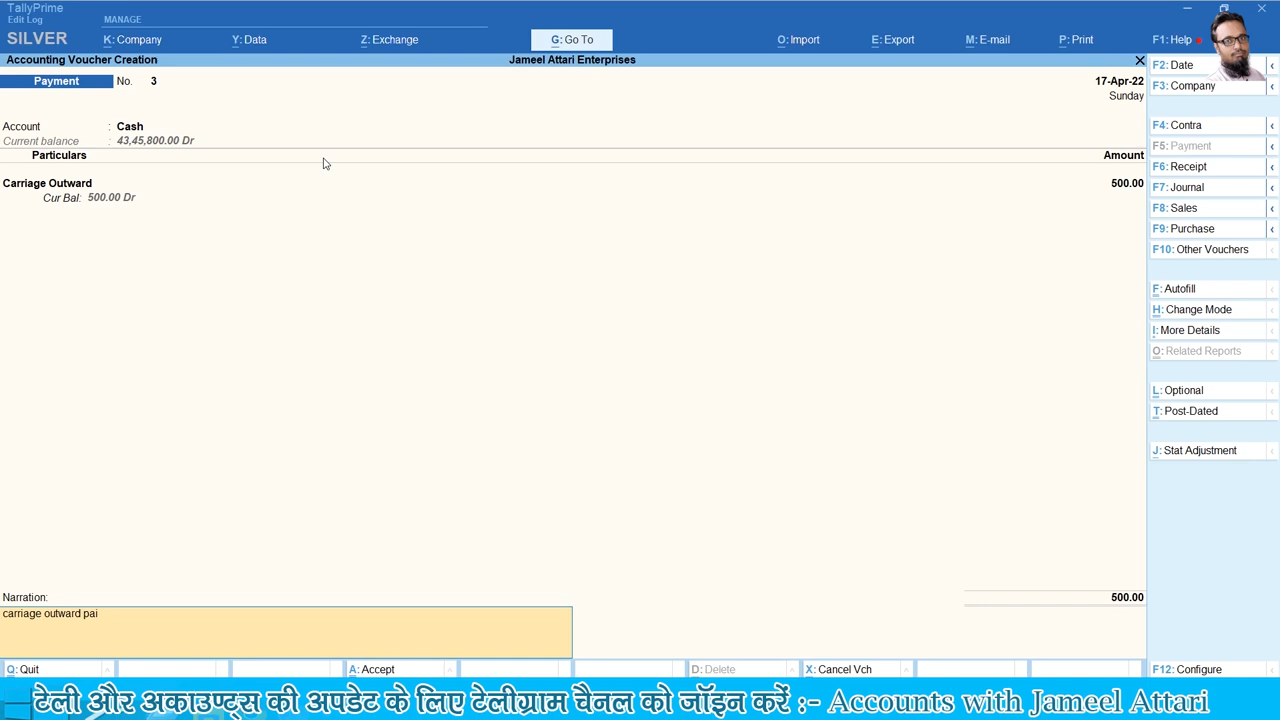 TallyPrime
Edit Log
MANAGE
SILVER
K: Company
Y: Data
Z: Exchange
G: Go To
O: Import
E: Export
M: E-mail
P: Print
F1: Help
Accounting Voucher Creation
Jameel Attari Enterprises
F2: Date
Payment No. 3
17-Apr-22
F3: Company
Sunday
Account : Cash
F4: Contra
Current balance : 43,45,800.00 Dr
F5: Payment
Particulars
Amount
F6: Receipt
Carriage Outward 500.00
F7: Journal
Cur Bal: 500.00 Dr
F8: Sales
F9: Purchase
F10: Other Vouchers
F: Autofill
H: Change Mode
I: More Details
O: Related Reports
L: Optional
T: Post-Dated
J: Stat Adjustment
Narration:
500.00
carriage outward pai
Q: Quit
A: Accept
D: Delete
X: Cancel Vch
F12: Configure
टेली और अकाउण्ट्स की अपडेट के लिए टेलीग्राम चैनल को जॉइन करें :- Accounts with Jameel Attari